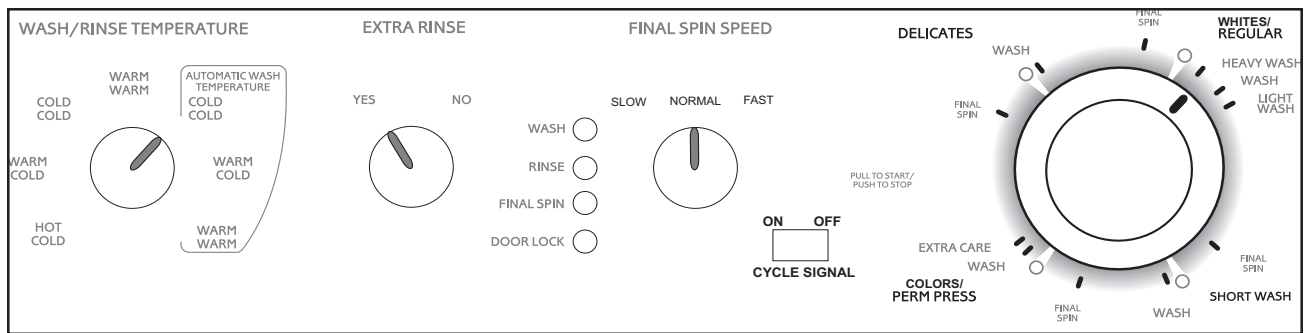 WASH/RINSE TEMPERATURE
WARM
WARM
AUTOMATIC WASH
TEMPERATURE
COLD
COLD
COLD
COLD
WARM
COLD
WARM
COLD
HOT
COLD
WARM
WARM
EXTRA RINSE
YES
NO
WASH
RINSE
FINAL SPIN
DOOR LOCK
FINAL SPIN SPEED
SLOW
NORMAL
FAST
ON
OFF
CYCLE SIGNAL
PULL TO START/
PUSH TO STOP
DELICATES
WASH
FINAL
SPIN
FINAL
SPIN
WHITES/
REGULAR
HEAVY WASH
WASH
LIGHT
WASH
FINAL
SPIN
SHORT WASH
WASH
FINAL
SPIN
EXTRA CARE
WASH
COLORS/
PERM PRESS